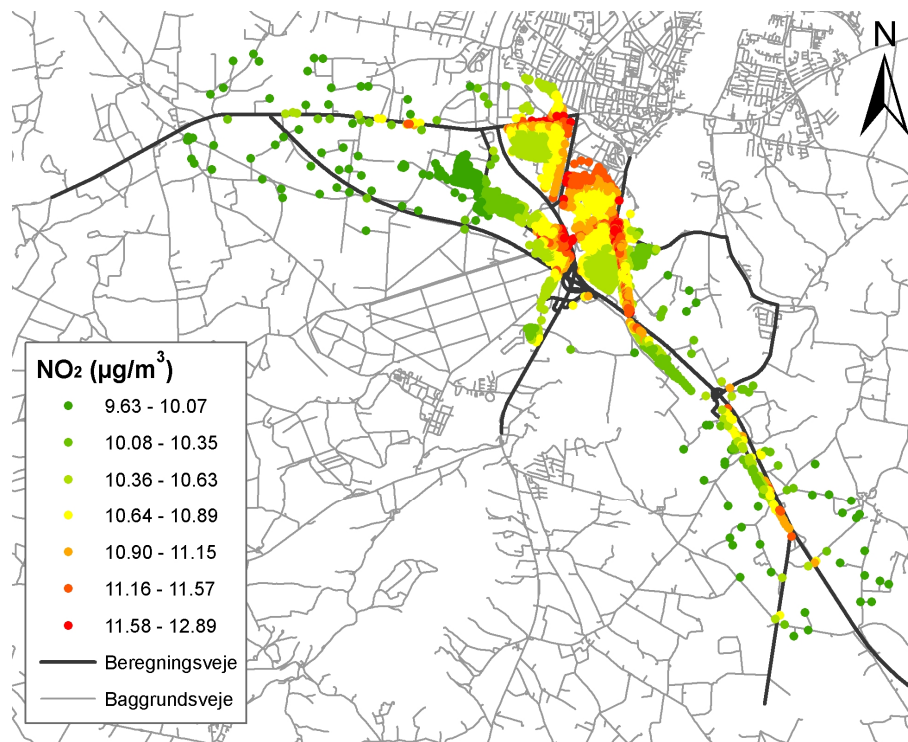 N
NO2 (µg/m3)
9.63 - 10.07
10.08 - 10.35
10.36 - 10.63
10.64 - 10.89
10.90 - 11.15
11.16 - 11.57
11.58 - 12.89
Beregningsveje
Baggrundsveje